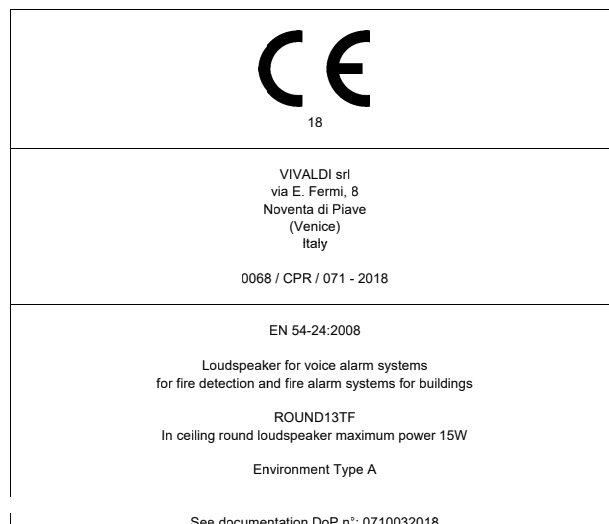 CE
18
VIVALDI srl
via E. Fermi, 8
Noventa di Piave
(Venice)
Italy
0068 / CPR / 071 - 2018
EN 54-24:2008
Loudspeaker for voice alarm systems
for fire detection and fire alarm systems for buildings
ROUND13TF
In ceiling round loudspeaker maximum power 15W
Environment Type A
See documentation DoP n°: 0710032018